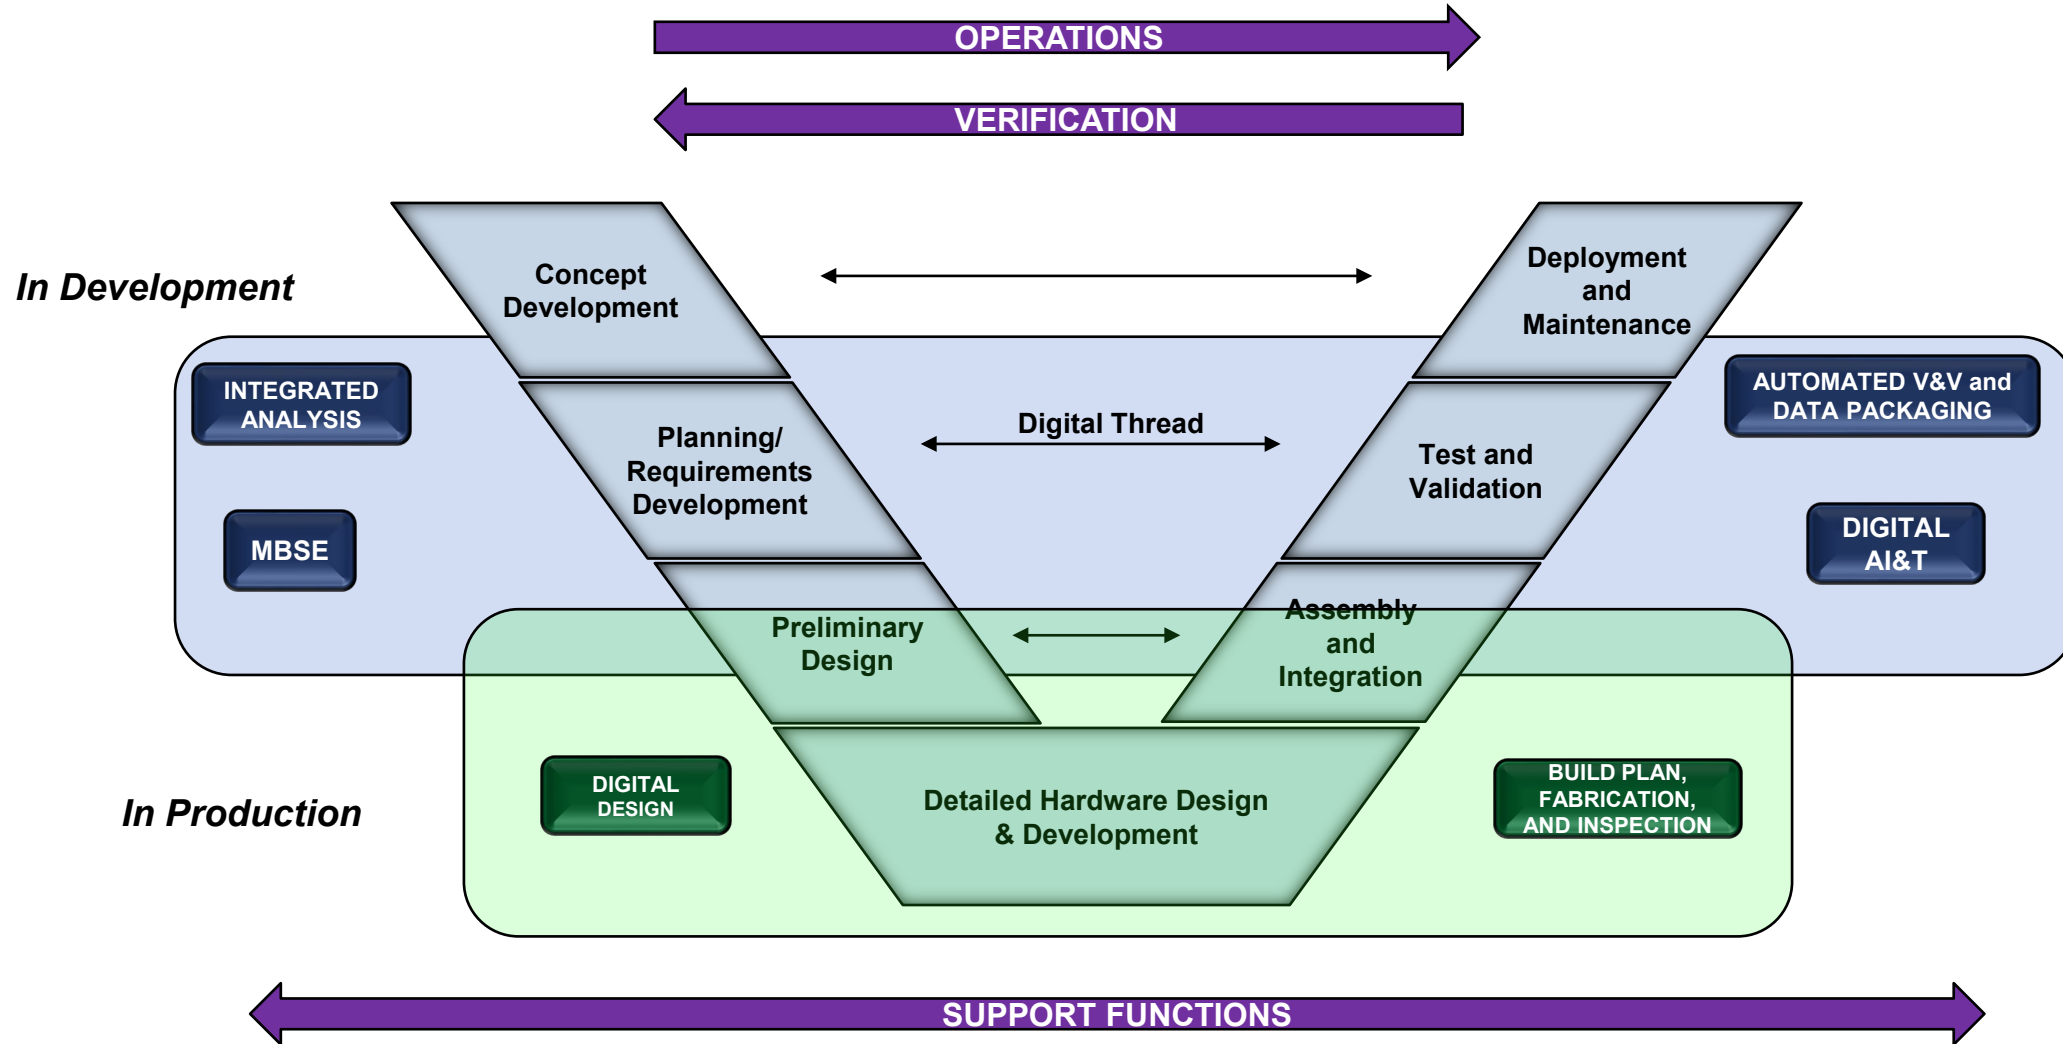 OPERATIONS
VERIFICATION
In Development
Concept
Development
Deployment
and
Maintenance
INTEGRATED
ANALYSIS
AUTOMATED V&V and
DATA PACKAGING
Planning/
Requirements
Development
Digital Thread
Test and
Validation
MBSE
DIGITAL
AI&T
Preliminary
Design
Assembly
and
Integration
In Production
DIGITAL
DESIGN
Detailed Hardware Design
& Development
BUILD PLAN,
FABRICATION,
AND INSPECTION
SUPPORT FUNCTIONS